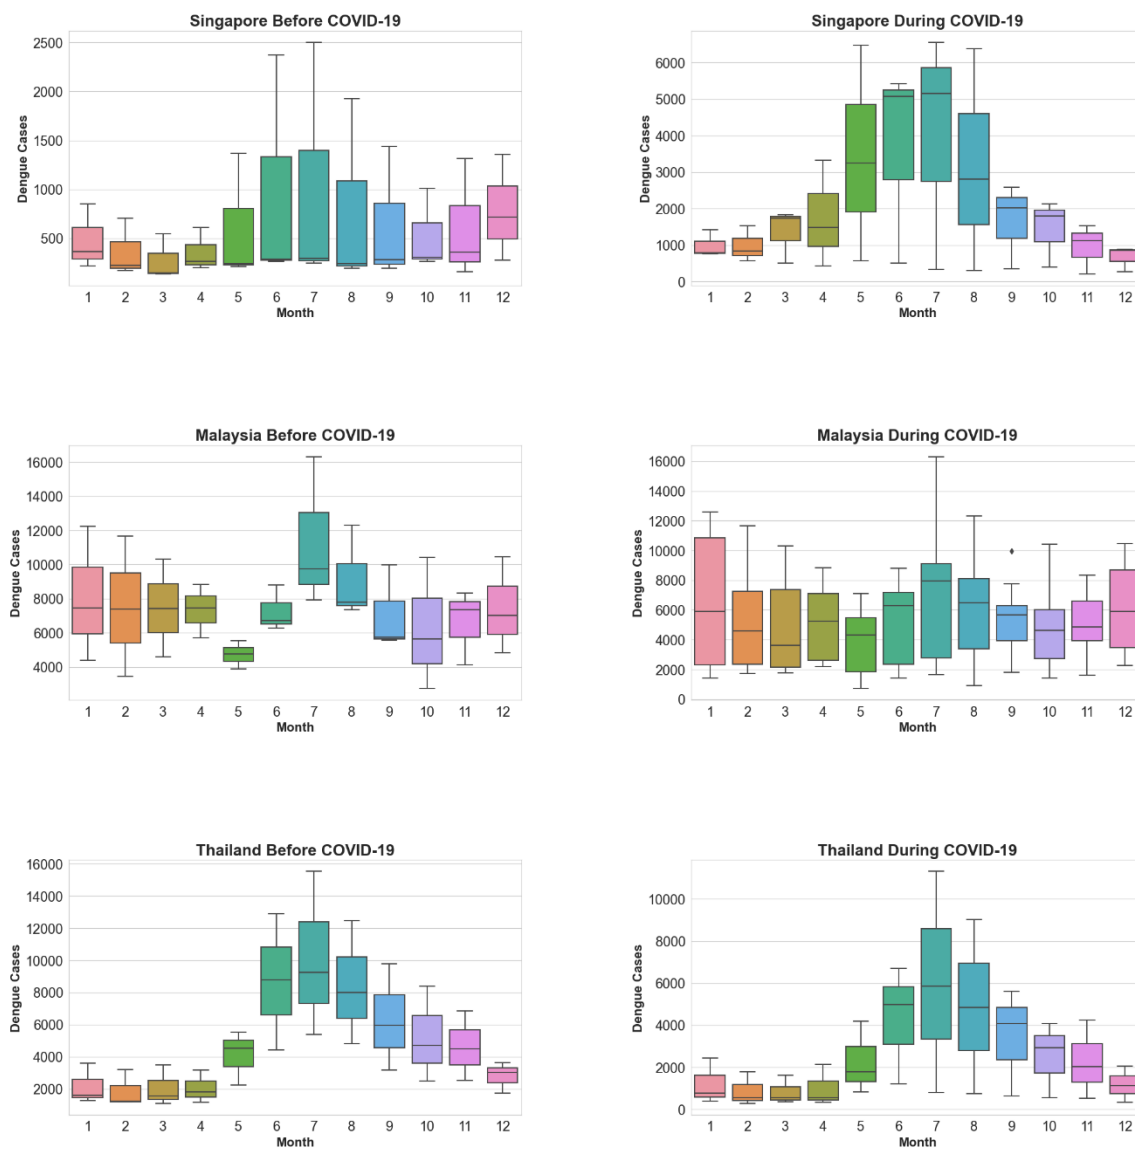 Singapore Before COVID-19
Dengue Cases
2500
2000
1500
1000
500
1 2 3 4 5 6 7 8 9 10 11 12
Month
Singapore During COVID-19
Dengue Cases
6000
5000
4000
3000
2000
1000
0
1 2 3 4 5 6 7 8 9 10 11 12
Month
Malaysia Before COVID-19
Dengue Cases
16000
14000
12000
10000
8000
6000
4000
1 2 3 4 5 6 7 8 9 10 11 12
Month
Malaysia During COVID-19
Dengue Cases
16000
14000
12000
10000
8000
6000
4000
2000
0
1 2 3 4 5 6 7 8 9 10 11 12
Month
Thailand Before COVID-19
Dengue Cases
16000
14000
12000
10000
8000
6000
4000
2000
1 2 3 4 5 6 7 8 9 10 11 12
Month
Thailand During COVID-19
Dengue Cases
10000
8000
6000
4000
2000
0
1 2 3 4 5 6 7 8 9 10 11 12
Month